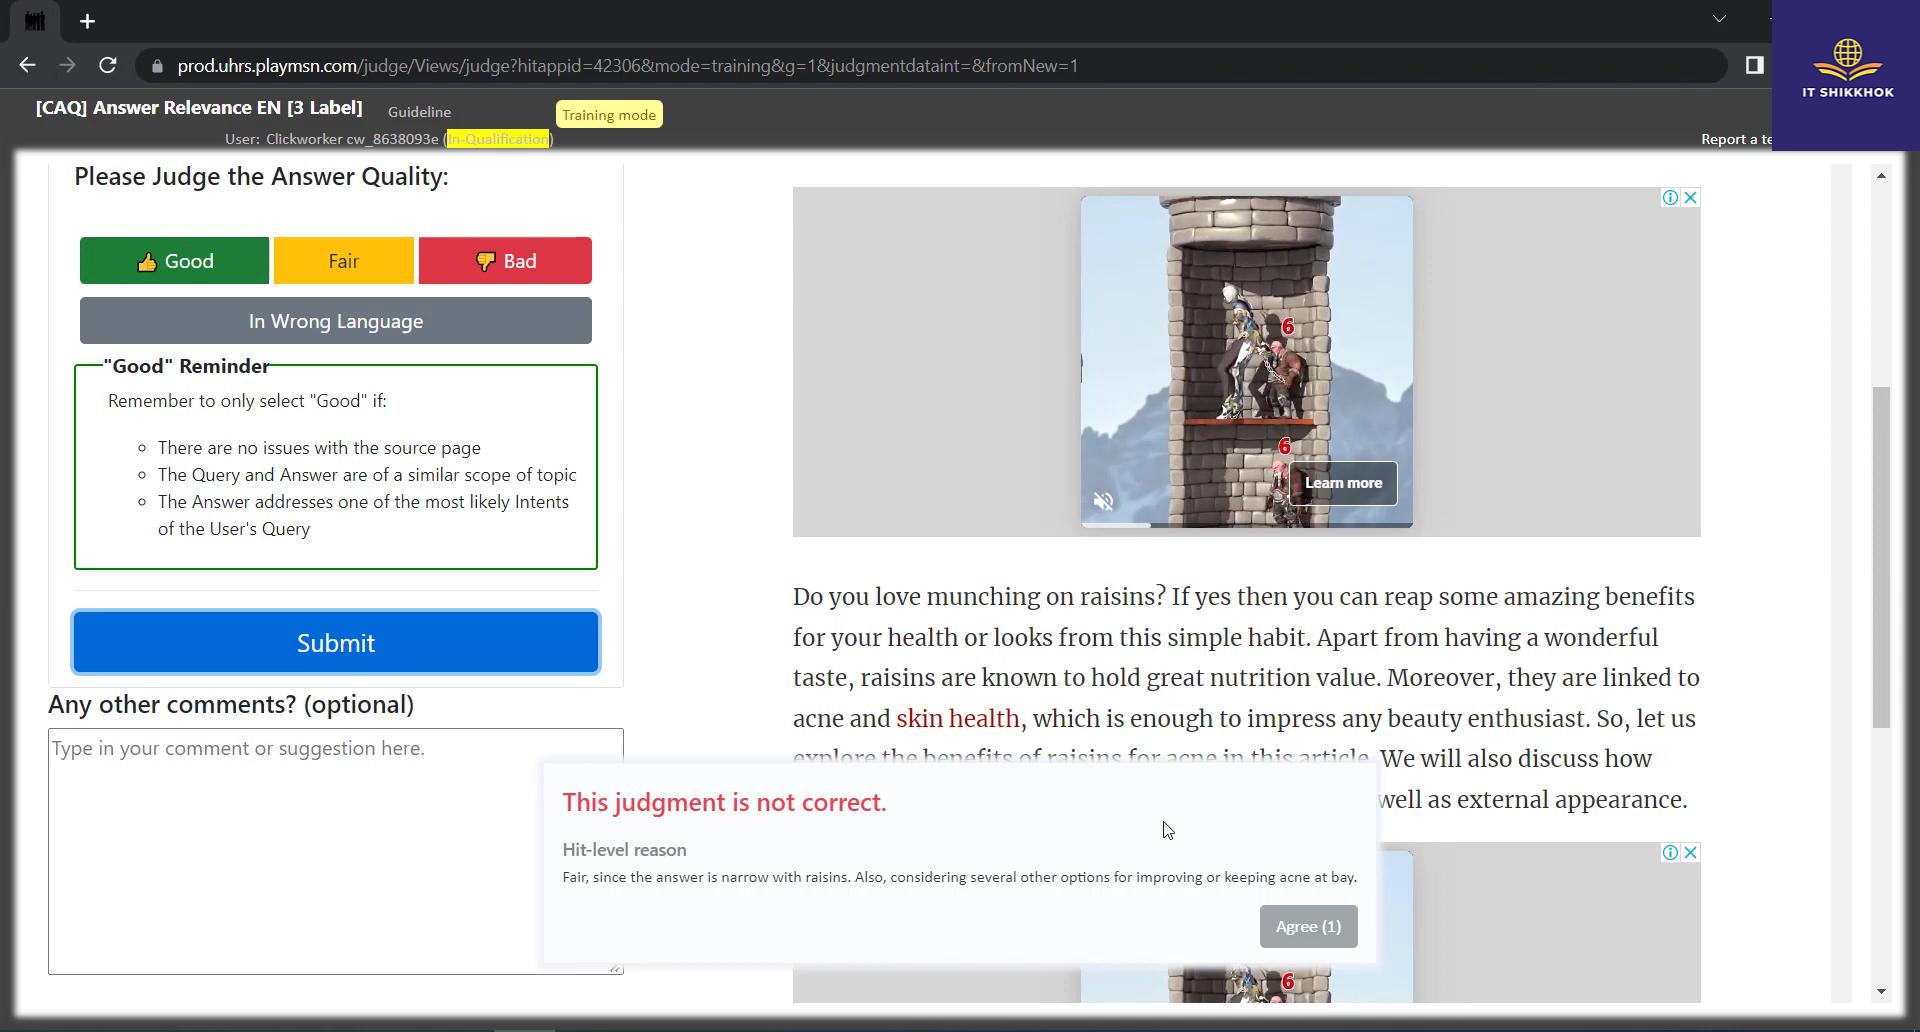 prod.uhrs.playmsn.com/judge/Views/judge?hitappid=42306&mode=training&g=1&judgmentdataint=&fromNew=1
IT SHIKKHOK
[CAQ] Answer Relevance EN [3 Label]
Guideline
Training mode
User: Clickworker cw_8638093e (In-Qualification)
Report a te
Please Judge the Answer Quality:
Good
Fair
Bad
In Wrong Language
"Good" Reminder
Remember to only select "Good" if:
There are no issues with the source page
The Query and Answer are of a similar scope of topic
The Answer addresses one of the most likely Intents
of the User's Query
Submit
Any other comments? (optional)
Type in your comment or suggestion here.
6
6
Learn more
Do you love munching on raisins? If yes then you can reap some amazing benefits
for your health or looks from this simple habit. Apart from having a wonderful
taste, raisins are known to hold great nutrition value. Moreover, they are linked to
acne and skin health, which is enough to impress any beauty enthusiast. So, let us
explore the benefits of raisins for acne in this article. We will also discuss how
well as external appearance.
This judgment is not correct.
Hit-level reason
Fair, since the answer is narrow with raisins. Also, considering several other options for improving or keeping acne at bay.
Agree (1)
6